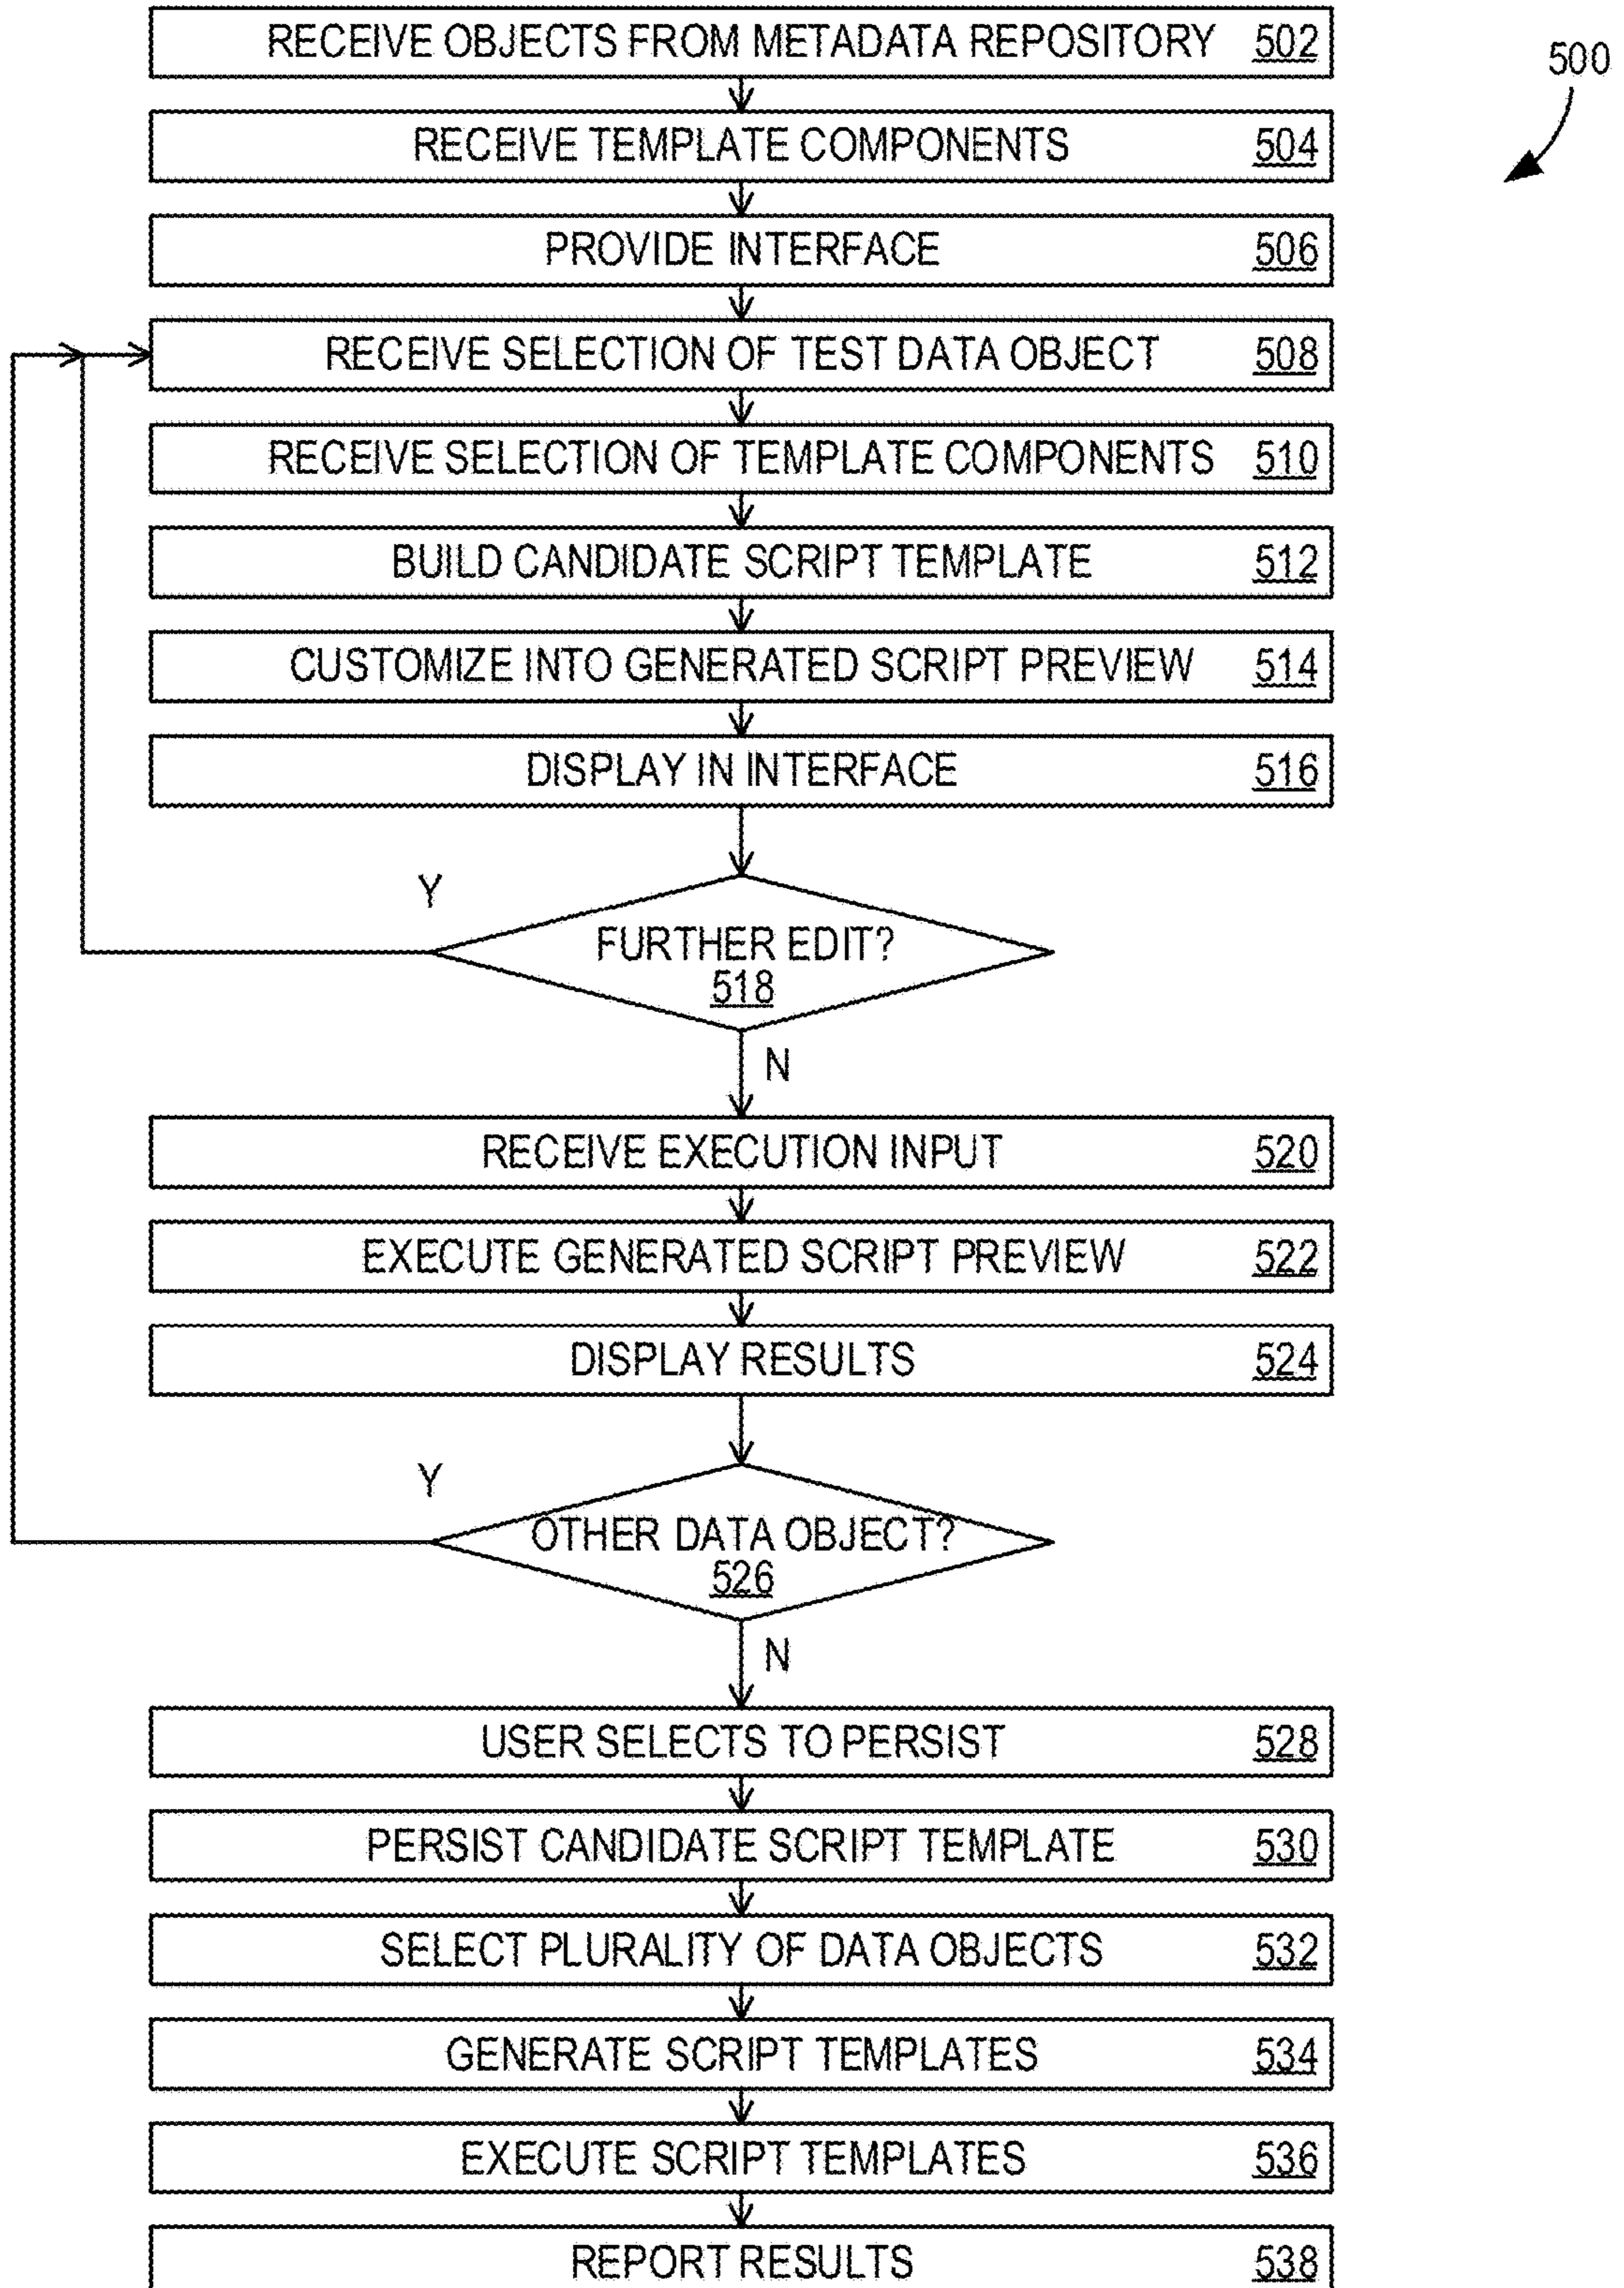 RECEIVE OBJECTS FROM METADATA REPOSITORY 502
500
RECEIVE TEMPLATE COMPONENTS 504
PROVIDE INTERFACE 506
RECEIVE SELECTION OF TEST DATA OBJECT 508
RECEIVE SELECTION OF TEMPLATE COMPONENTS 510
BUILD CANDIDATE SCRIPT TEMPLATE 512
CUSTOMIZE INTO GENERATED SCRIPT PREVIEW 514
DISPLAY IN INTERFACE 516
Y
FURTHER EDIT?
518
N
RECEIVE EXECUTION INPUT 520
EXECUTE GENERATED SCRIPT PREVIEW 522
DISPLAY RESULTS 524
Y
OTHER DATA OBJECT?
526
N
USER SELECTS TO PERSIST 528
PERSIST CANDIDATE SCRIPT TEMPLATE 530
SELECT PLURALITY OF DATA OBJECTS 532
GENERATE SCRIPT TEMPLATES 534
EXECUTE SCRIPT TEMPLATES 536
REPORT RESULTS 538